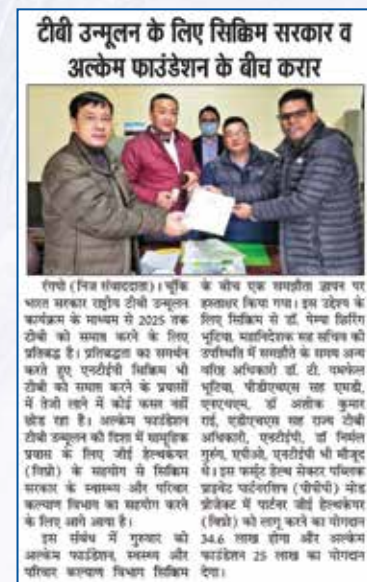 टीबी उन्मूलन के लिए सिक्किम सरकार व
अल्केम फाउंडेशन के बीच करार
रंगपो (निज संवाददाता)। चूंकि
भारत सरकार राष्ट्रीय टीबी उन्मूलन
कार्यक्रम के माध्यम से 2025 तक
टीबी को समाप्त करने के लिए
प्रतिबद्ध है। प्रतिबद्धता का समर्थन
करते हुए एनटीईपी सिक्किम भी
टीबी को समाप्त करने के प्रयासों
में तेजी लाने में कोई कसर नहीं
छोड़ रहा है। अल्केम फाउंडेशन
टीबी उन्मूलन की दिशा में सामूहिक
प्रयास के लिए जीई हेल्थकेयर
(विप्रो) के सहयोग से सिक्किम
सरकार के स्वास्थ्य और परिवार
कल्याण विभाग का सहयोग करने
के लिए आगे आया है।
इस संबंध में गुरुवार को
अल्केम फाउंडेशन, स्वास्थ्य और
परिवार कल्याण विभाग सिक्किम
के बीच एक समझौता ज्ञापन पर
हस्ताक्षर किया गया। इस उद्देश्य के
लिए सिक्किम से डॉ. पेम्पा छिरिंग
भूटिया, महानिदेशक सह सचिव की
उपस्थिति में समझौते के समय अन्य
वरिष्ठ अधिकारी डॉ. टी.
भूटिया, पीडीएचएस सह एमडी,
एनएचएम, डॉ अशोक कुमार
राई, एडीएचएस सह राज्य टीबी
अधिकारी, एनटीईपी, डॉ निर्मल
गुरुंग, एपीओ, एनटीईपी भी मौजूद
थे। इस फर्स्ट हेल्थ सेक्टर पब्लिक
प्राइवेट पार्टनरशिप (पीपीपी) मोड
प्रोजेक्ट में पार्टनर जीई हेल्थकेयर
(विप्रो) को लागू करने का योगदान
34.6 लाख होगा और अल्केम
फाउंडेशन 25 लाख का योगदान
देगा।